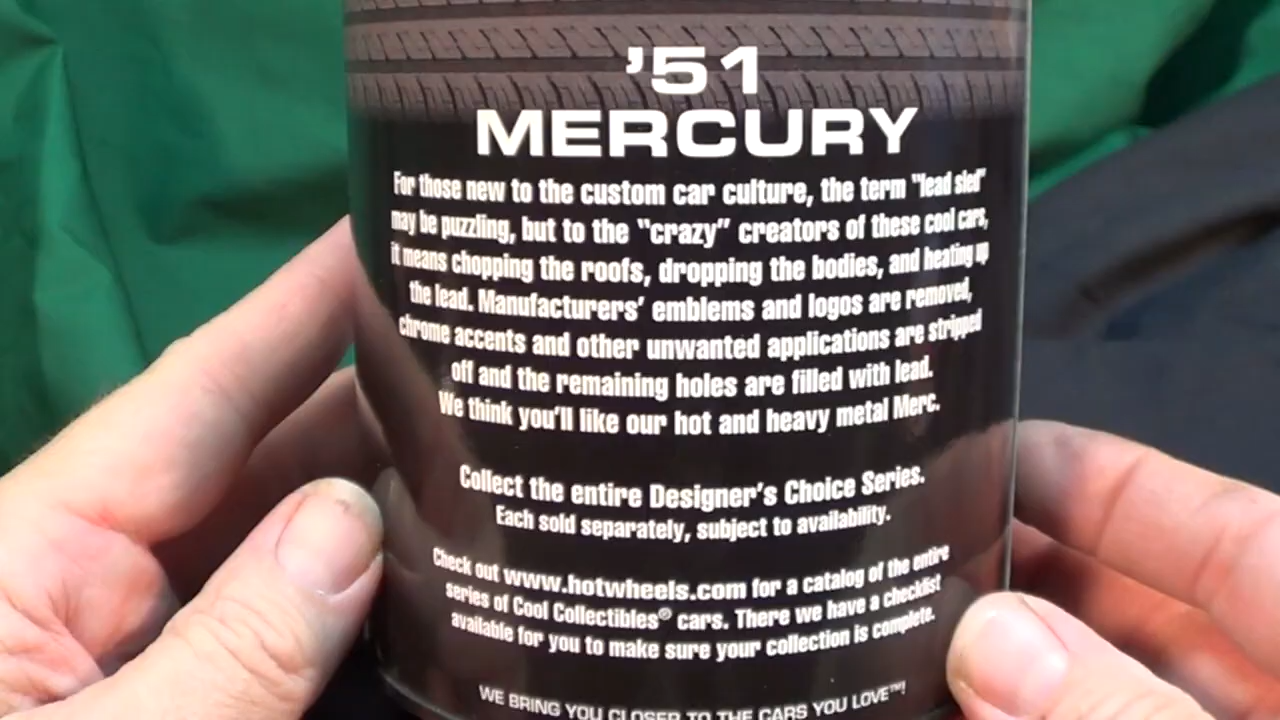 '51
MERCURY
For those new to the custom car culture, the term "lead sled"
may be puzzling, but to the "crazy" creators of these cool cars,
it means chopping the roofs, dropping the bodies, and heating up
the lead. Manufacturers' emblems and logos are removed,
chrome accents and other unwanted applications are stripped
off and the remaining holes are filled with lead.
We think you'll like our hot and heavy metal Merc.
Collect the entire Designer's Choice Series.
Each sold separately, subject to availability.
Check out www.hotwheels.com for a catalog of the entire
series of Cool Collectibles® cars. There we have a checklist
available for you to make sure your collection is complete.
WE BRING YOU CLOSER TO THE CARS YOU LOVE™!